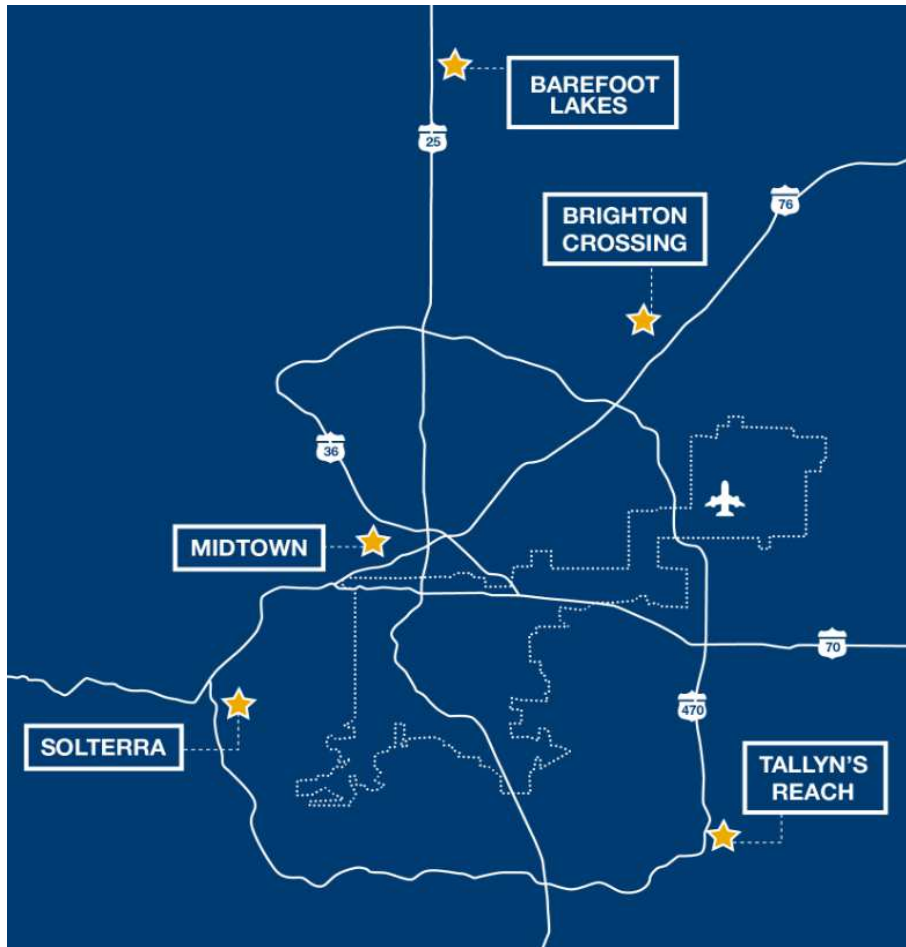 BAREFOOT
LAKES
25
76
BRIGHTON
CROSSING
36
MIDTOWN
70
470
SOLTERRA
TALLYN'S
REACH